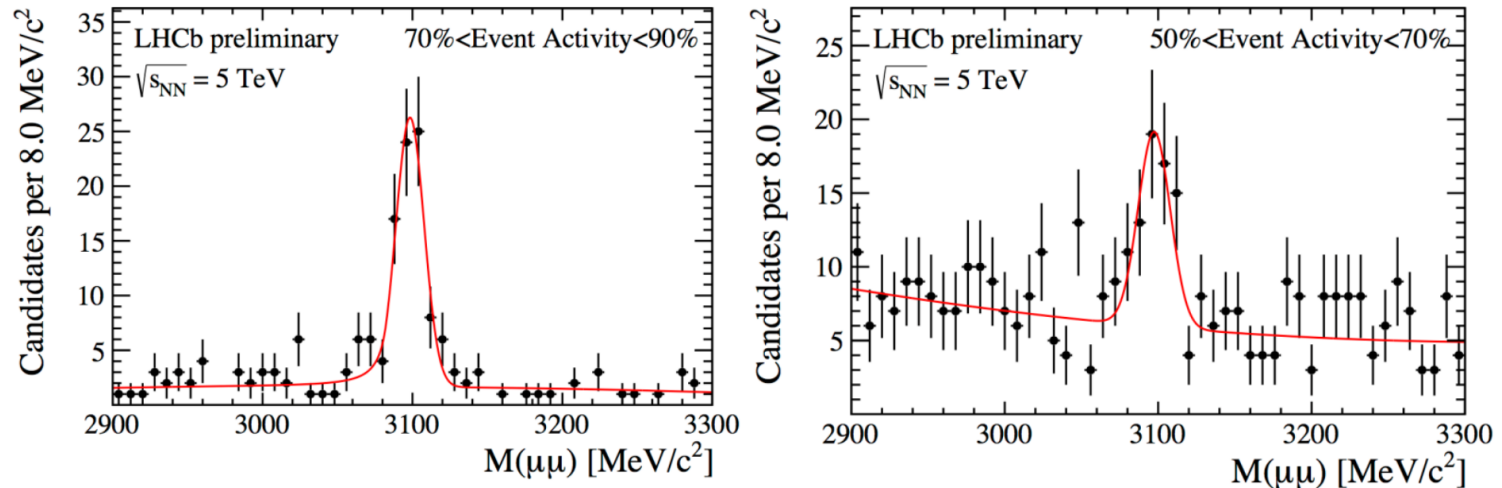 LHCb preliminary
70%<Event Activity<90%
√sNN = 5 TeV
Candidates per 8.0 MeV/c²
35
30
25
20
15
10
5
2900 3000 3100 3200 3300
M(μμ) [MeV/c²]
LHCb preliminary
50%<Event Activity<70%
√sNN = 5 TeV
Candidates per 8.0 MeV/c²
25
20
15
10
5
2900 3000 3100 3200 3300
M(μμ) [MeV/c²]